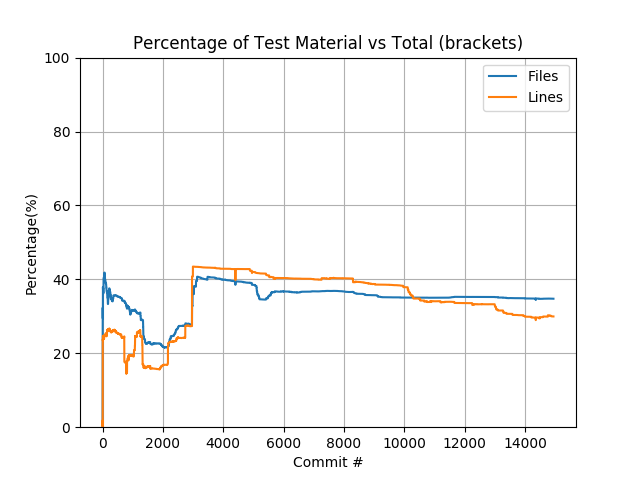 Percentage of Test Material vs Total (brackets)
Files
Lines
100
80
60
40
20
0
Percentage(%)
0 2000 4000 6000 8000 10000 12000 14000
Commit #